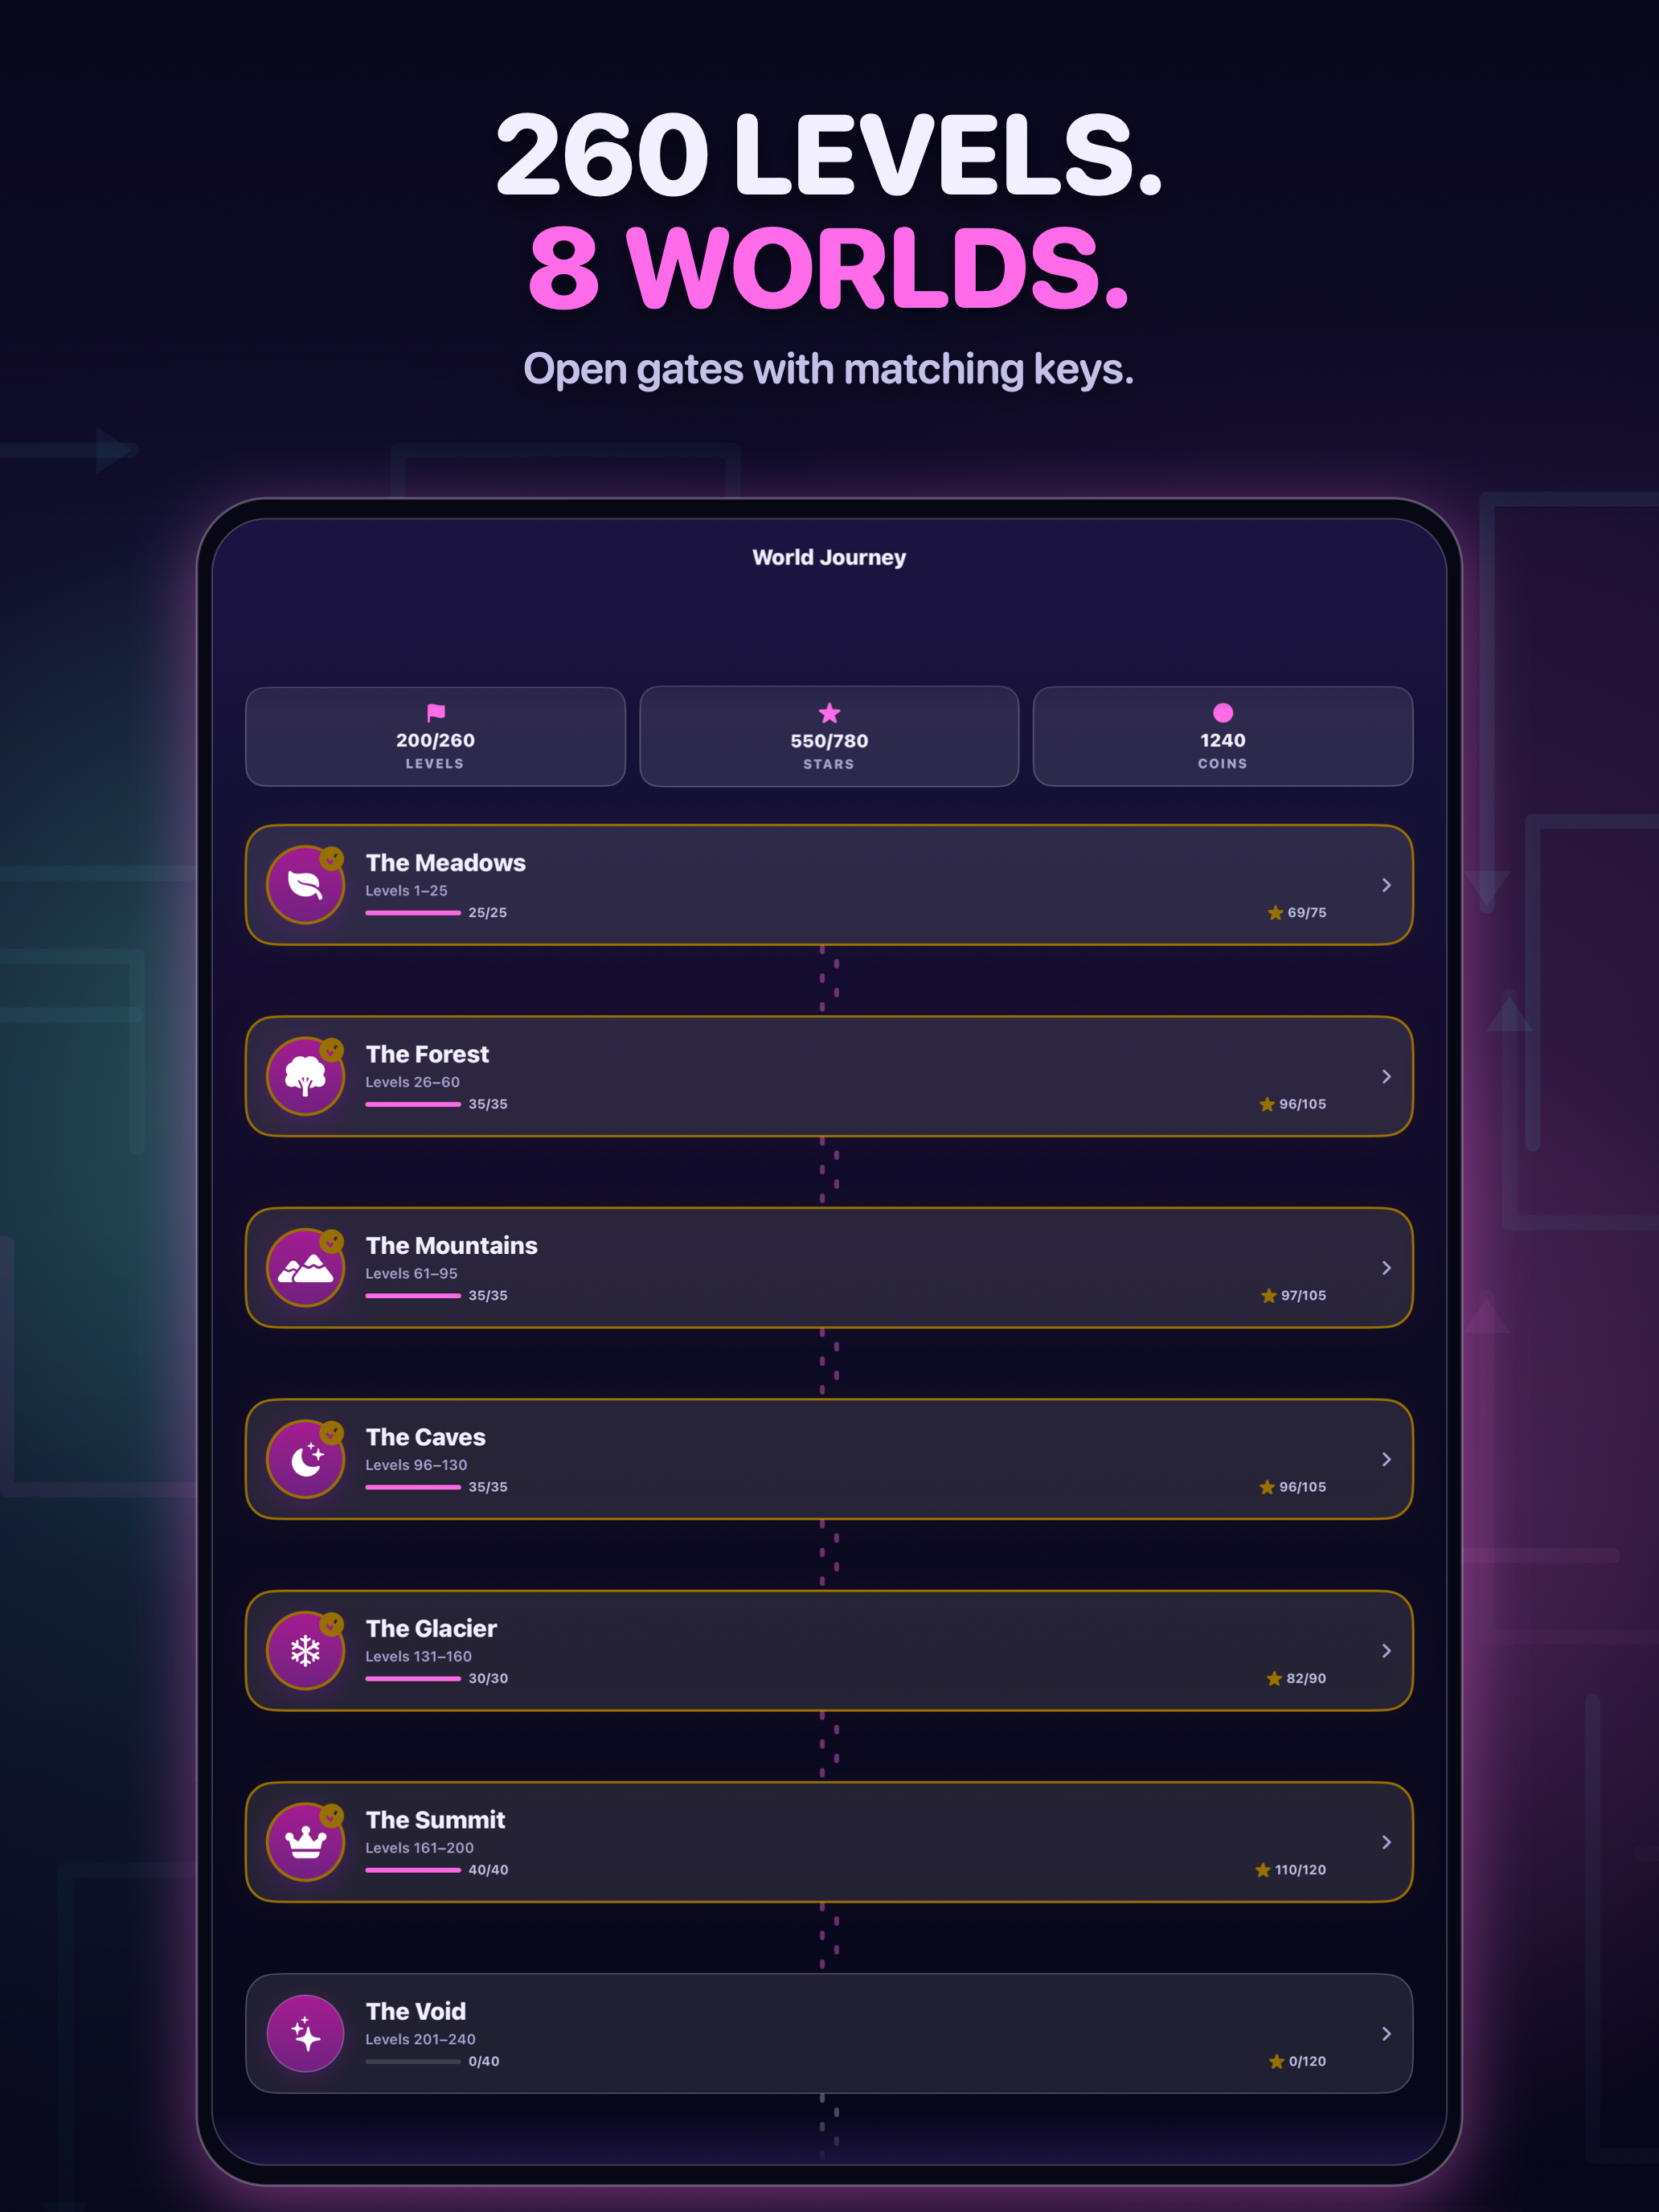 260 LEVELS.
8 WORLDS.
Open gates with matching keys.
World Journey
200/260
LEVELS
550/780
STARS
1240
COINS
The Meadows
Levels 1–25
25/25
69/75
The Forest
Levels 26–60
35/35
96/105
The Mountains
Levels 61–95
35/35
97/105
The Caves
Levels 96–130
35/35
96/105
The Glacier
Levels 131–160
30/30
82/90
The Summit
Levels 161–200
40/40
110/120
The Void
Levels 201–240
0/40
0/120